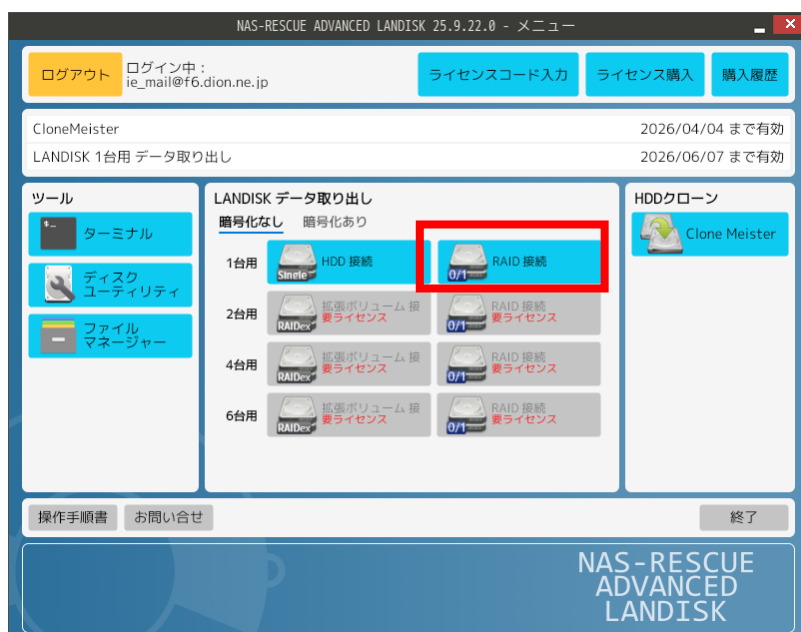 NAS-RESCUE ADVANCED LANDISK 25.9.22.0 - メニュー
ログアウト
ログイン中 :
ie_mail@f6.dion.ne.jp
ライセンスコード入力
ライセンス購入
購入履歴
CloneMeister 2026/04/04 まで有効
LANDISK 1台用 データ取り出し 2026/06/07 まで有効
ツール
ターミナル
ディスク
ユーティリティ
ファイル
マネージャー
LANDISK データ取り出し
暗号化なし 暗号化あり
1台用 Single HDD 接続 0/1 RAID 接続
2台用 RAIDex 拡張ボリューム 接
要ライセンス
0/1 RAID 接続
要ライセンス
4台用 RAIDex 拡張ボリューム 接
要ライセンス
0/1 RAID 接続
要ライセンス
6台用 RAIDex 拡張ボリューム 接
要ライセンス
0/1 RAID 接続
要ライセンス
HDDクローン
Clone Meister
操作手順書 お問い合せ 終了
NAS-RESCUE
ADVANCED
LANDISK